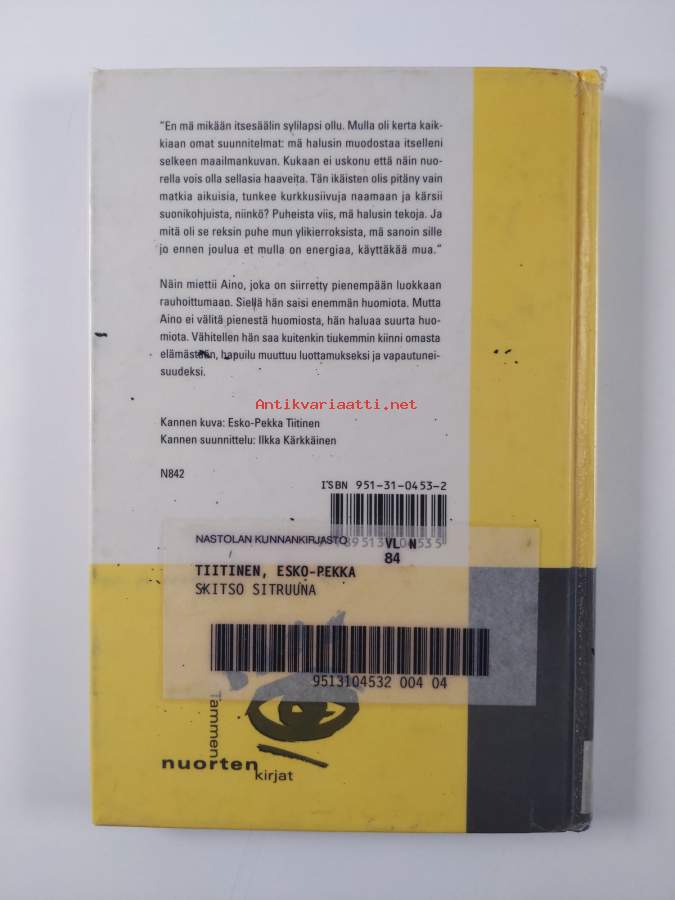 "En mä mikään itsesäälin sylilapsi ollu. Mulla oli kerta kaik-
kiaan omat suunnitelmat: mä halusin muodostaa itselleni
selkeen maailmankuvan. Kukaan ei uskonu että näin nuo-
rella vois olla sellasia haaveita. Tän ikäisten olis pitäny vain
matkia aikuisia, tunkee kurkkusiivuja naamaan ja kärsii
suonikohjuista, niinkö? Puheista viis, mä halusin tekoja. Ja
mitä oli se reksin puhe mun ylikierroksista, mä sanoin sille
jo ennen joulua et mulla on energiaa, käyttäkää mua."
Näin miettii Aino, joka on siirretty pienempään luokkaan
rauhoittumaan. Siellä hän saisi enemmän huomiota. Mutta
Aino ei välitä pienestä huomiosta, hän haluaa suurta huo-
miota. Vähitellen hän saa kuitenkin tiukemmin kiinni omasta
elämästään, hapuilu muuttuu luottamukseksi ja vapautunei-
suudeksi.
Antikvariaatti.net
Kannen kuva: Esko-Pekka Tiitinen
Kannen suunnittelu: Ilkka Kärkkäinen
N842
ISBN 951-31-0453-2
NASTOLAN KUNNANKIRJASTO
VL N
84
TIITINEN, ESKO-PEKKA
SKITSO SITRUUNA
9513104532 004 04
Tammen
nuorten
kirjat